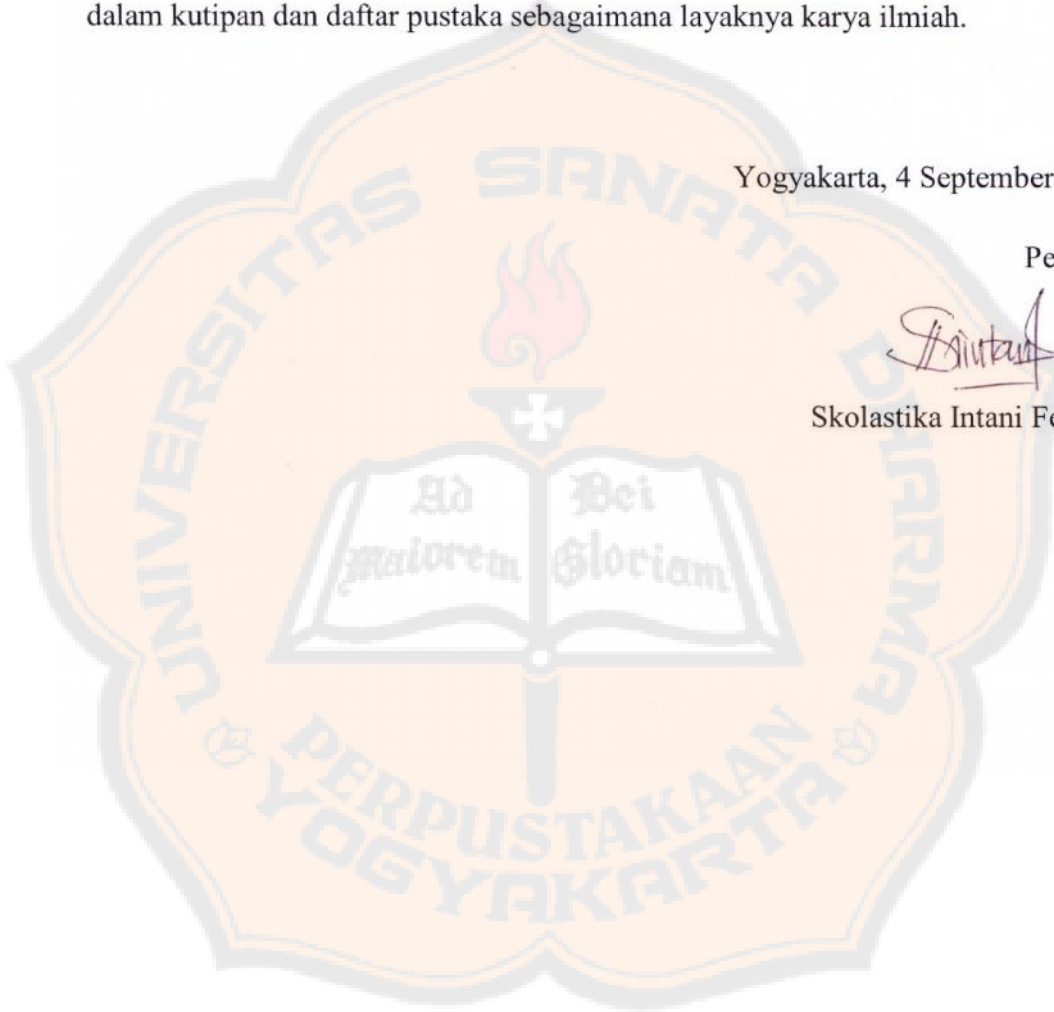 dalam kutipan dan daftar pustaka sebagaimana layaknya karya ilmiah.
Yogyakarta, 4 September
Pe
Skolastika Intani Fe
UNIVERSITAS SANATA DHARMA
Ad Maiorem
Dei Gloriam
PERPUSTAKAAN
YOGYAKARTA